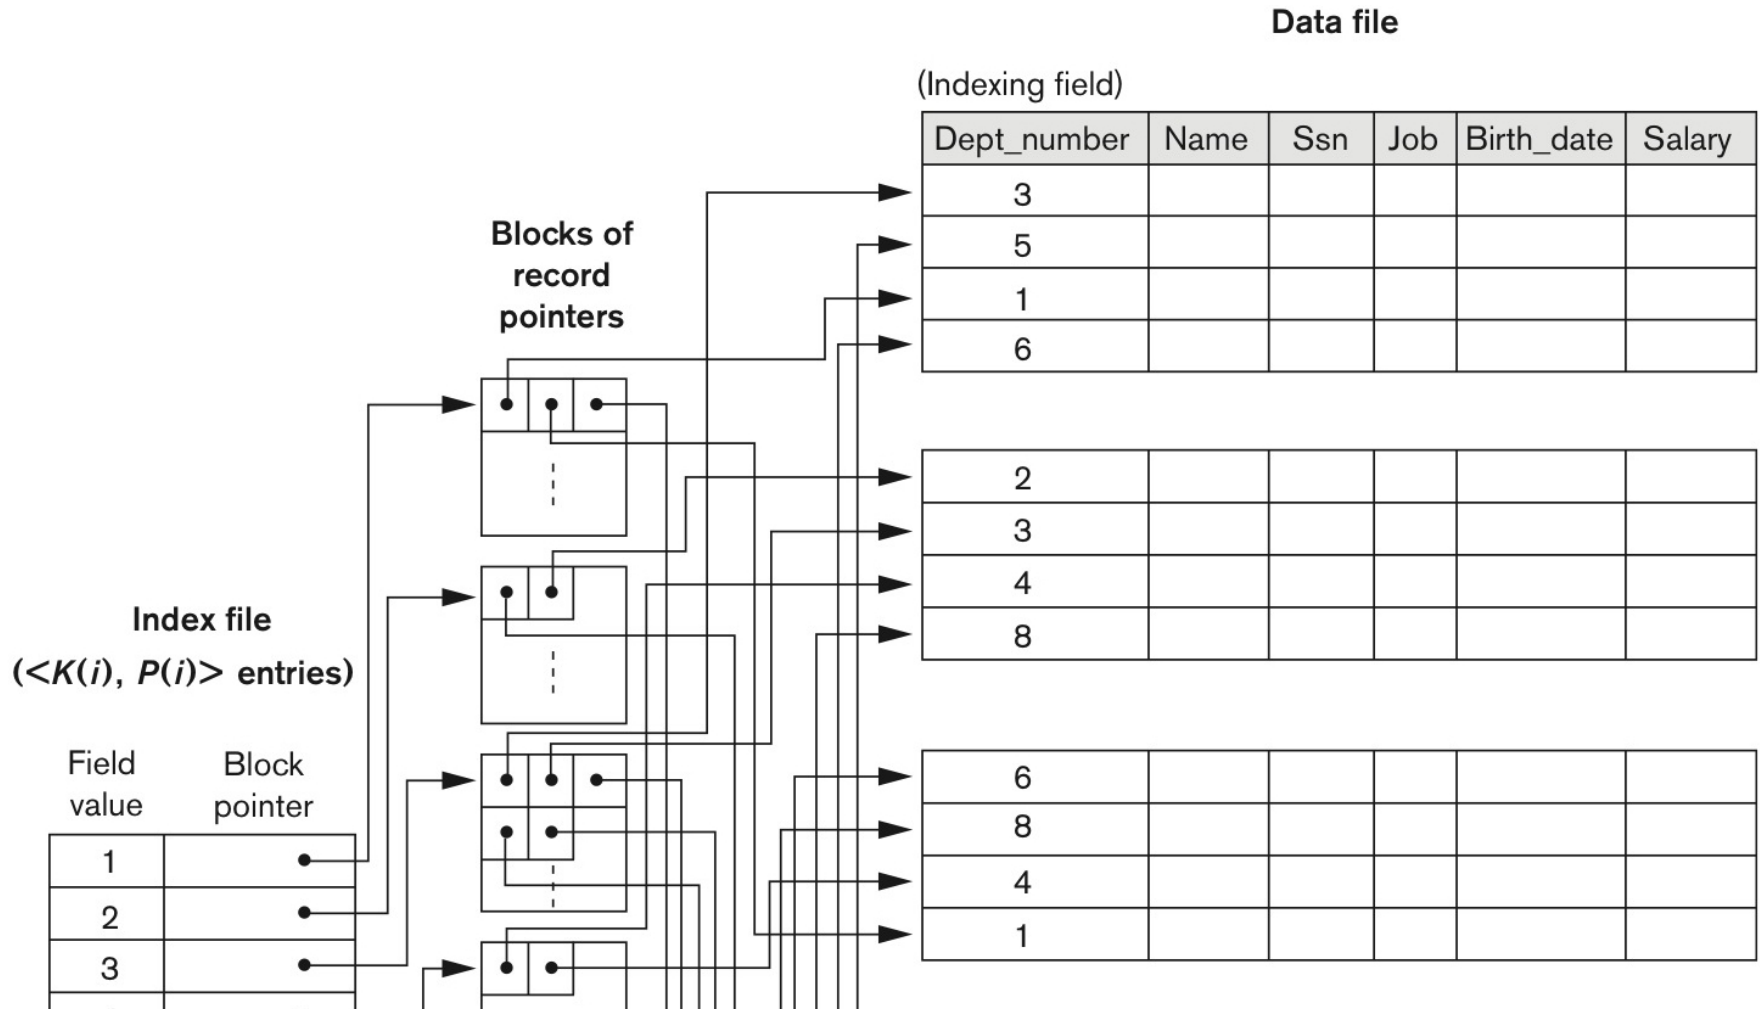 Data file
(Indexing field)
Dept_number Name Ssn Job Birth_date Salary
3
5
1
6
Blocks of
record
pointers
2
3
4
8
Index file
(<K(i), P(i)> entries)
Field value Block pointer
1
2
3
6
8
4
1